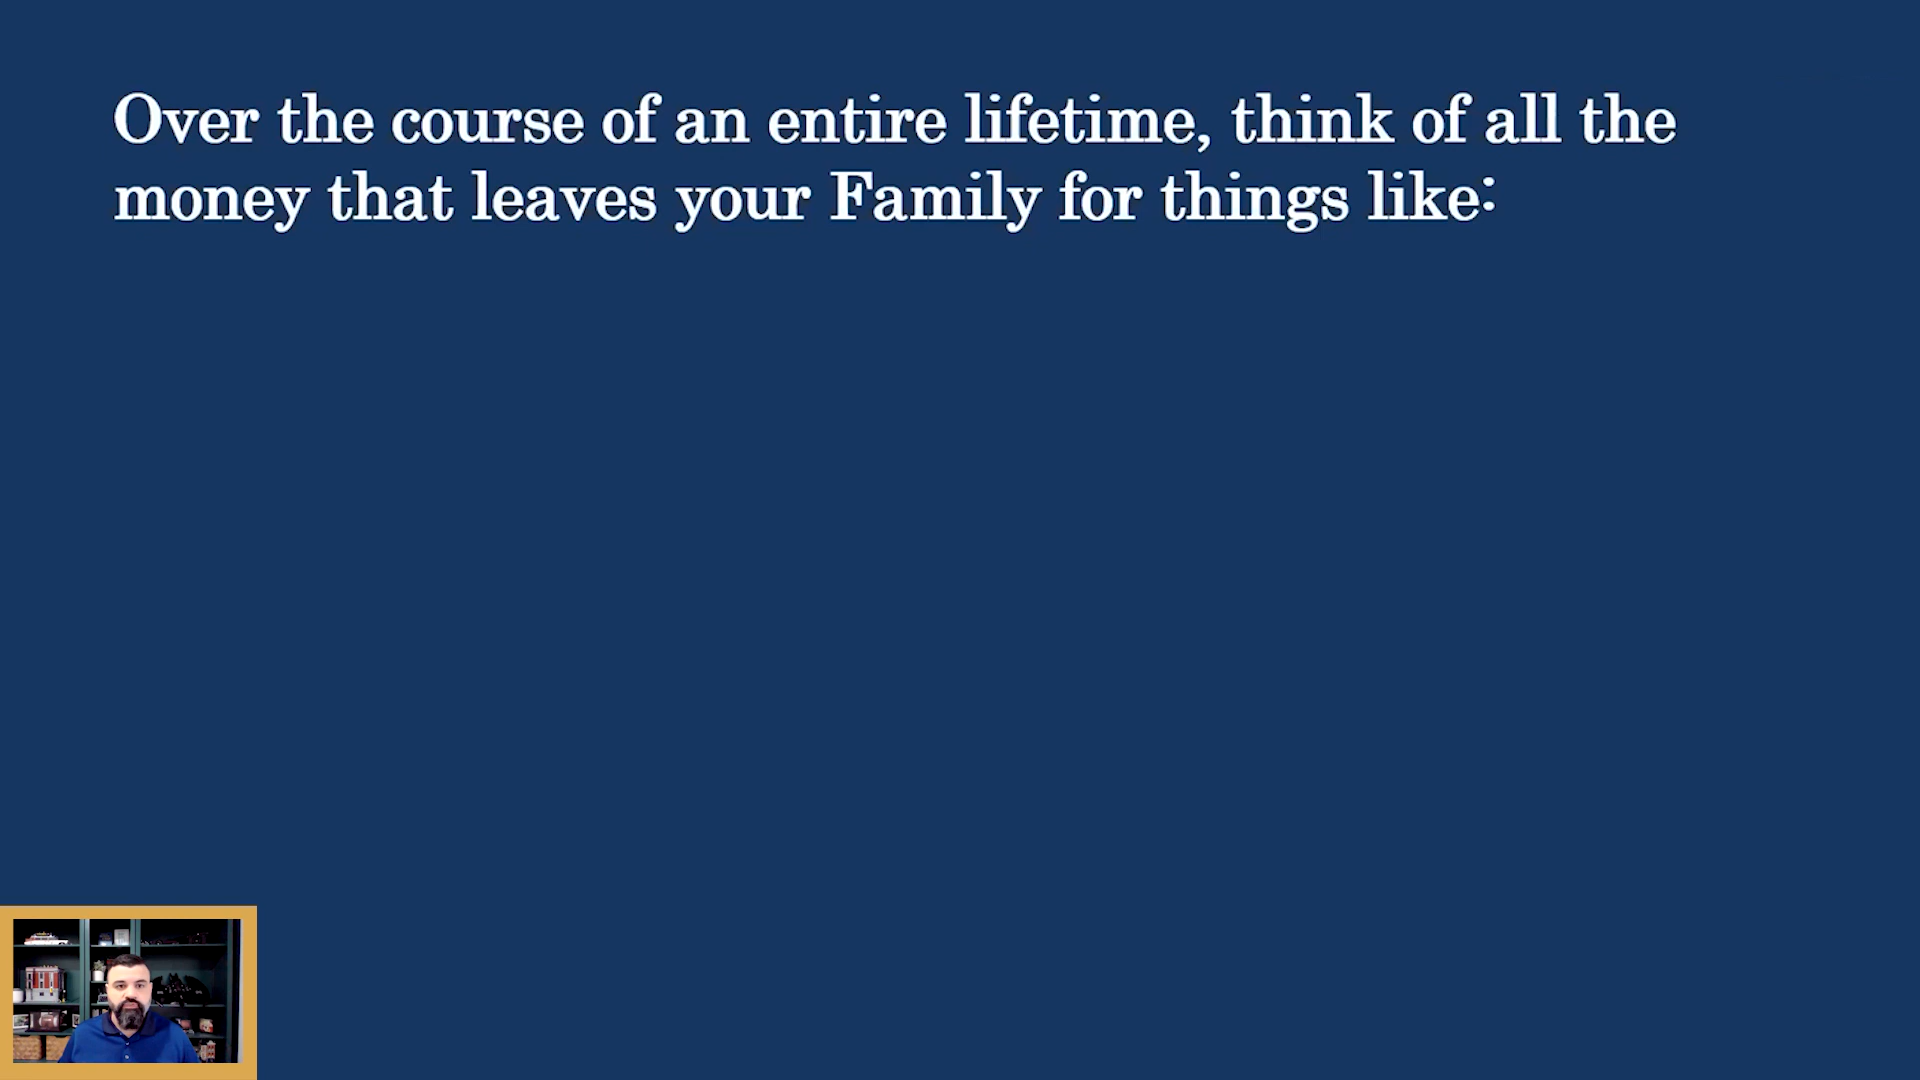 Over the course of an entire lifetime, think of all the
money that leaves your Family for things like: